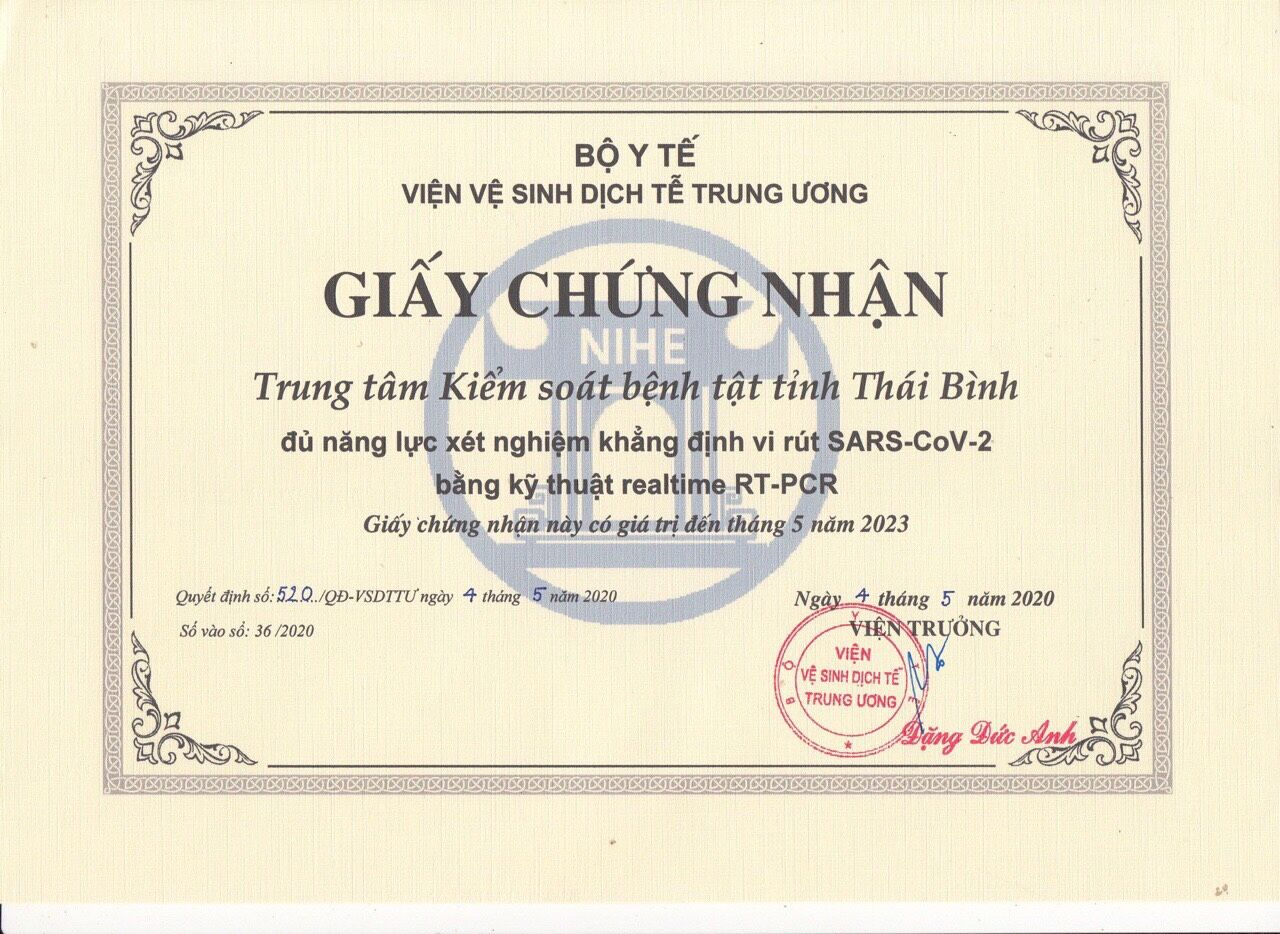 BỘ Y TẾ
VIỆN VỆ SINH DỊCH TỄ TRUNG ƯƠNG
GIẤY CHỨNG NHẬN
NIHE
Trung tâm Kiểm soát bệnh tật tỉnh Thái Bình
đủ năng lực xét nghiệm khẳng định vi rút SARS-CoV-2
bằng kỹ thuật realtime RT-PCR
Giấy chứng nhận này có giá trị đến tháng 5 năm 2023
Quyết định số: 520../QĐ-VSDTTƯ ngày 4 tháng 5 năm 2020
Số vào sổ: 36 /2020
Ngày 4 tháng 5 năm 2020
VIỆN TRƯỞNG
BỘ Y TẾ
VIỆN
VỆ SINH DỊCH TỄ
TRUNG ƯƠNG
Đặng Đức Anh